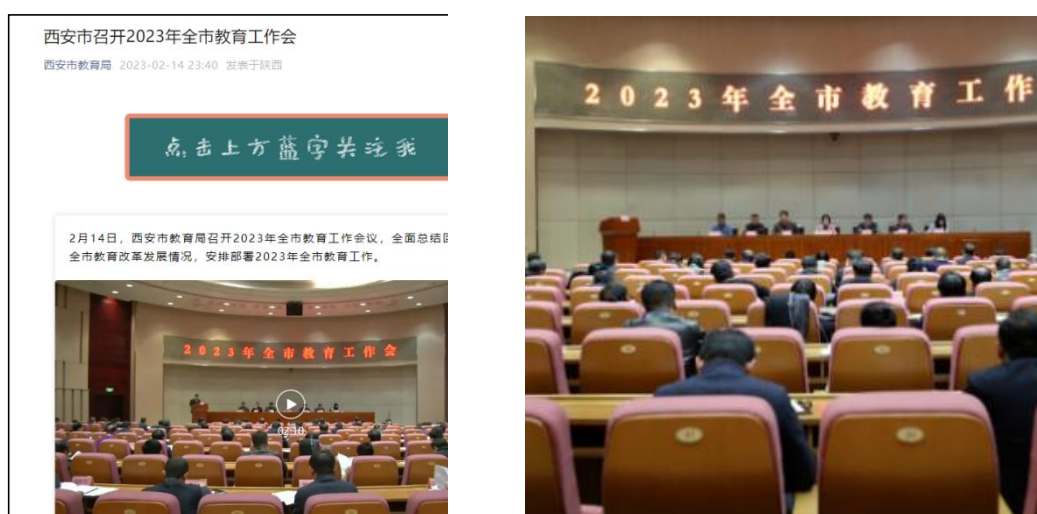 西安市召开2023年全市教育工作会
西安市教育局 2023-02-14 23:40 发表于陕西
点击上方蓝字关注我
2月14日，西安市教育局召开2023年全市教育工作会议，全面总结
全市教育改革发展情况，安排部署2023年全市教育工作。
2023年全市教育工作会
02:10
2023年全市教育工作